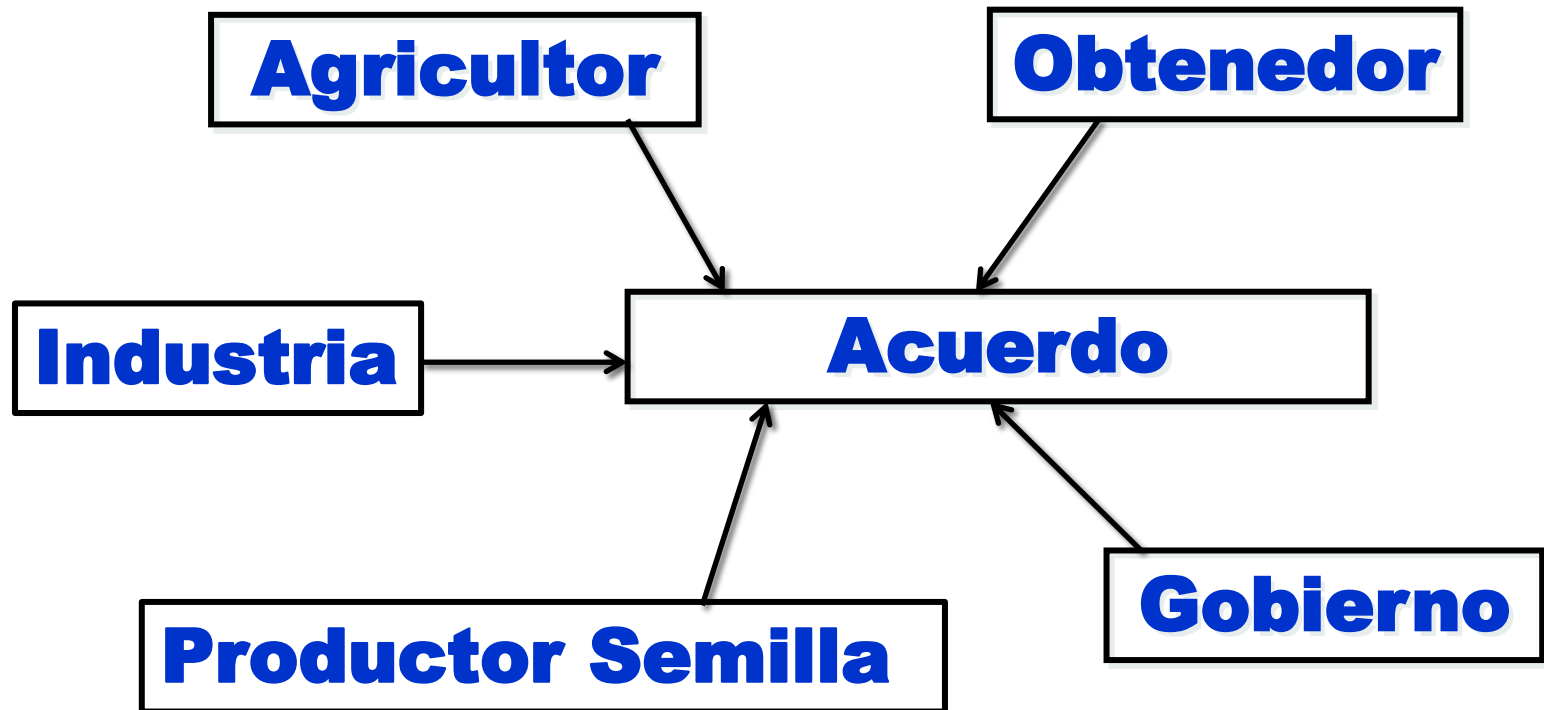 Agricultor
Obtenedor
Industria
Acuerdo
Gobierno
Productor Semilla